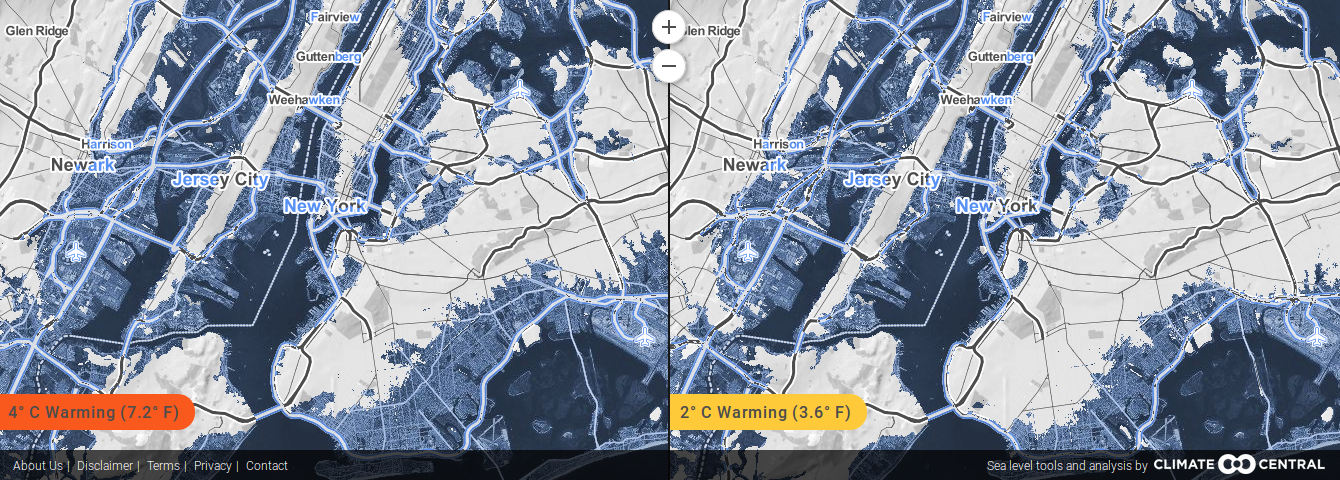 Fairview
Glen Ridge
Guttenberg
Weehawken
Harrison
Newark
Jersey City
New York
4° C Warming (7.2° F)
About Us | Disclaimer | Terms | Privacy | Contact
+
−
Fairview
len Ridge
Guttenberg
Weehawken
Harrison
Newark
Jersey City
New York
2° C Warming (3.6° F)
Sea level tools and analysis by CLIMATE CENTRAL